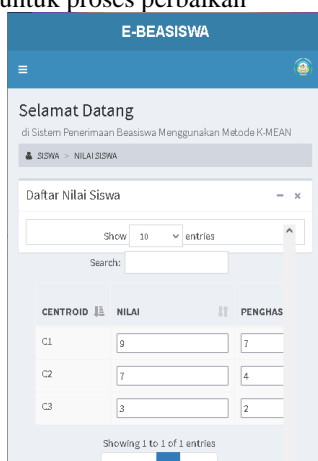 untuk proses perbaikan
E-BEASISWA
Selamat Datang
di Sistem Penerimaan Beasiswa Menggunakan Metode K-MEAN
SISWA > NILAI SISWA
Daftar Nilai Siswa
Show 10 entries
Search:
CENTROID NILAI PENGHAS
C1 9 7
C2 7 4
C3 3 2
Showing 1 to 1 of 1 entries